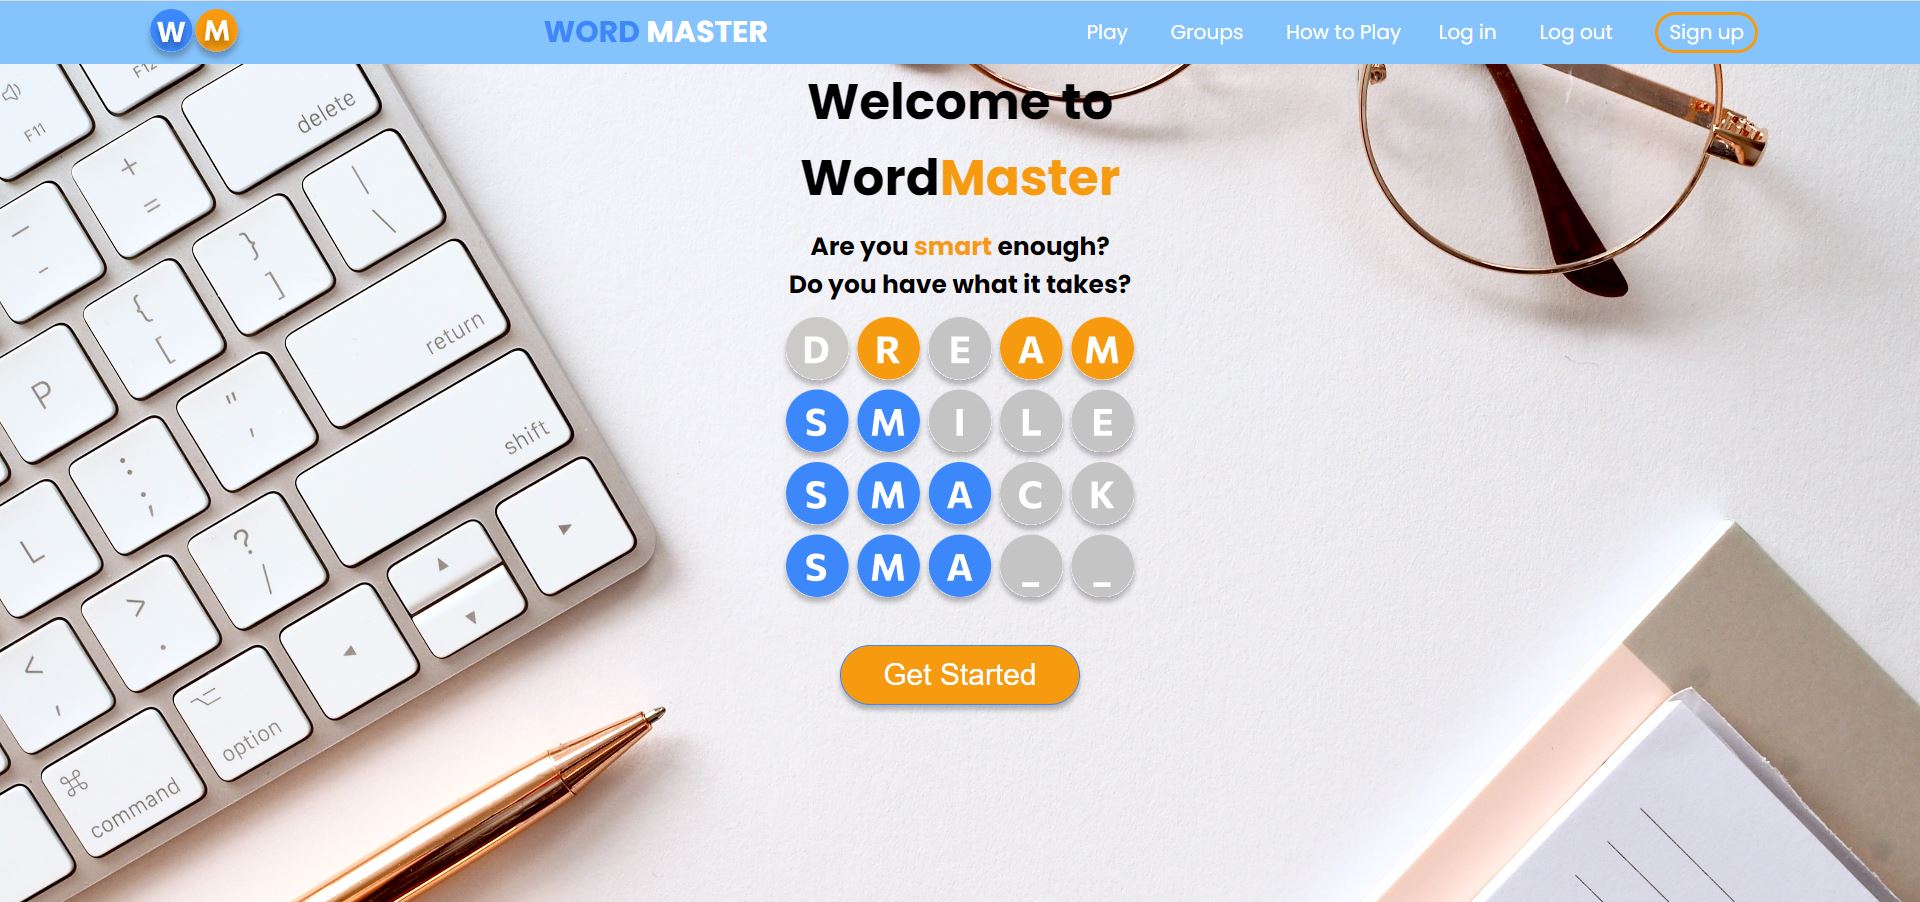 W M
WORD MASTER
Play
Groups
How to Play
Log in
Log out
Sign up
Welcome to
WordMaster
Are you smart enough?
Do you have what it takes?
D R E A M
S M I L E
S M A C K
S M A _ _
Get Started
F12
F11
delete
+
=
|
\
—
-
}
]
{
[
return
P
"
'
:
;
shift
L
?
/
>
.
<
,
⌥
option
⌘
command